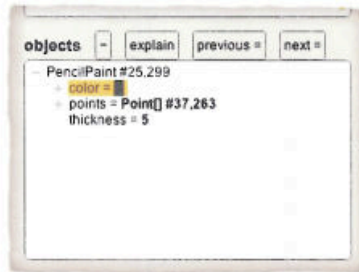 objects - explain previous = next =
− PencilPaint #25,299
+ color =
+ points = Point[] #37,263
thickness = 5